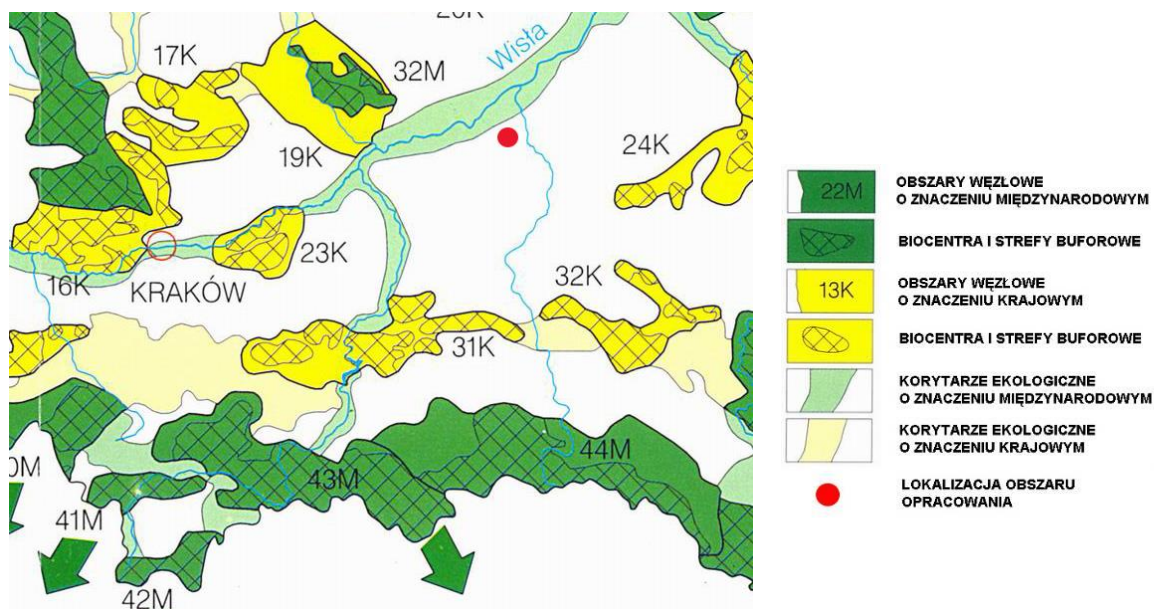 17K
32M
Wisła
19K
24K
23K
16K
KRAKÓW
32K
31K
44M
43M
41M
42M
22M
OBSZARY WĘZŁOWE
O ZNACZENIU MIĘDZYNARODOWYM
BIOCENTRA I STREFY BUFOROWE
13K
OBSZARY WĘZŁOWE
O ZNACZENIU KRAJOWYM
BIOCENTRA I STREFY BUFOROWE
KORYTARZE EKOLOGICZNE
O ZNACZENIU MIĘDZYNARODOWYM
KORYTARZE EKOLOGICZNE
O ZNACZENIU KRAJOWYM
LOKALIZACJA OBSZARU
OPRACOWANIA